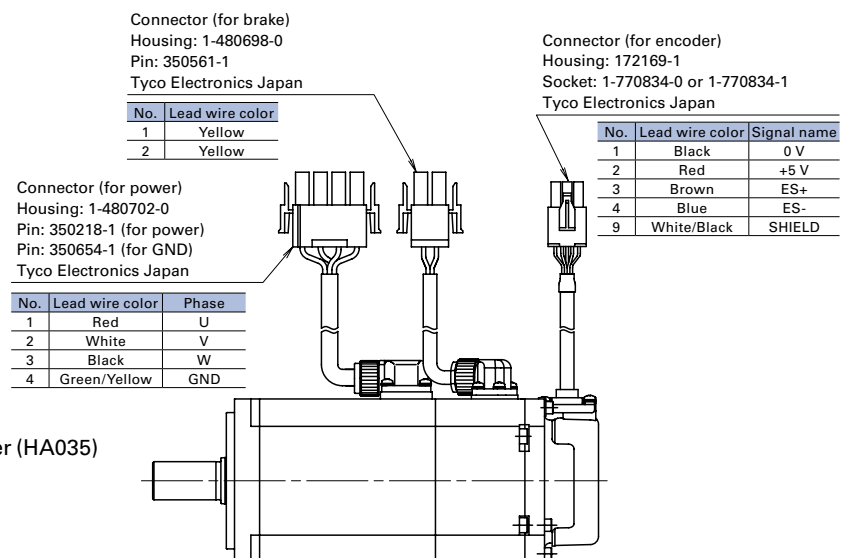 Connector (for brake)
Housing: 1-480698-0
Pin: 350561-1
Tyco Electronics Japan
No. Lead wire color
1 Yellow
2 Yellow
Connector (for encoder)
Housing: 172169-1
Socket: 1-770834-0 or 1-770834-1
Tyco Electronics Japan
No. Lead wire color Signal name
1 Black 0 V
2 Red +5 V
3 Brown ES+
4 Blue ES-
9 White/Black SHIELD
Connector (for power)
Housing: 1-480702-0
Pin: 350218-1 (for power)
Pin: 350654-1 (for GND)
Tyco Electronics Japan
No. Lead wire color Phase
1 Red U
2 White V
3 Black W
4 Green/Yellow GND
er (HA035)